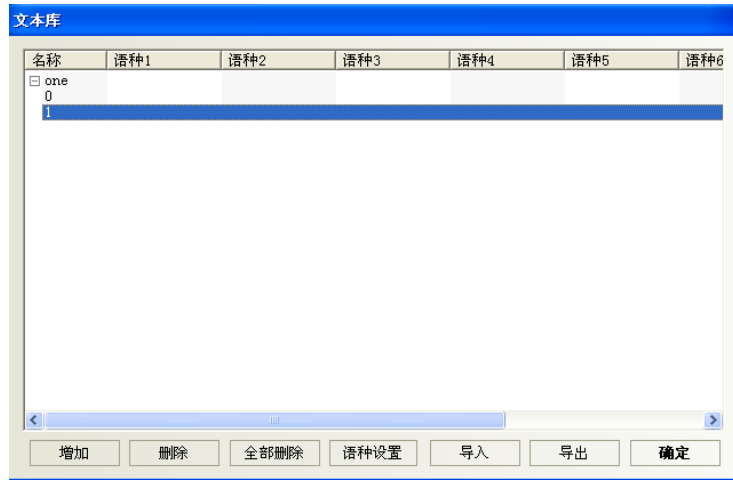 文本库
名称 语种1 语种2 语种3 语种4 语种5 语种6
one
0
1
增加 删除 全部删除 语种设置 导入 导出 确定